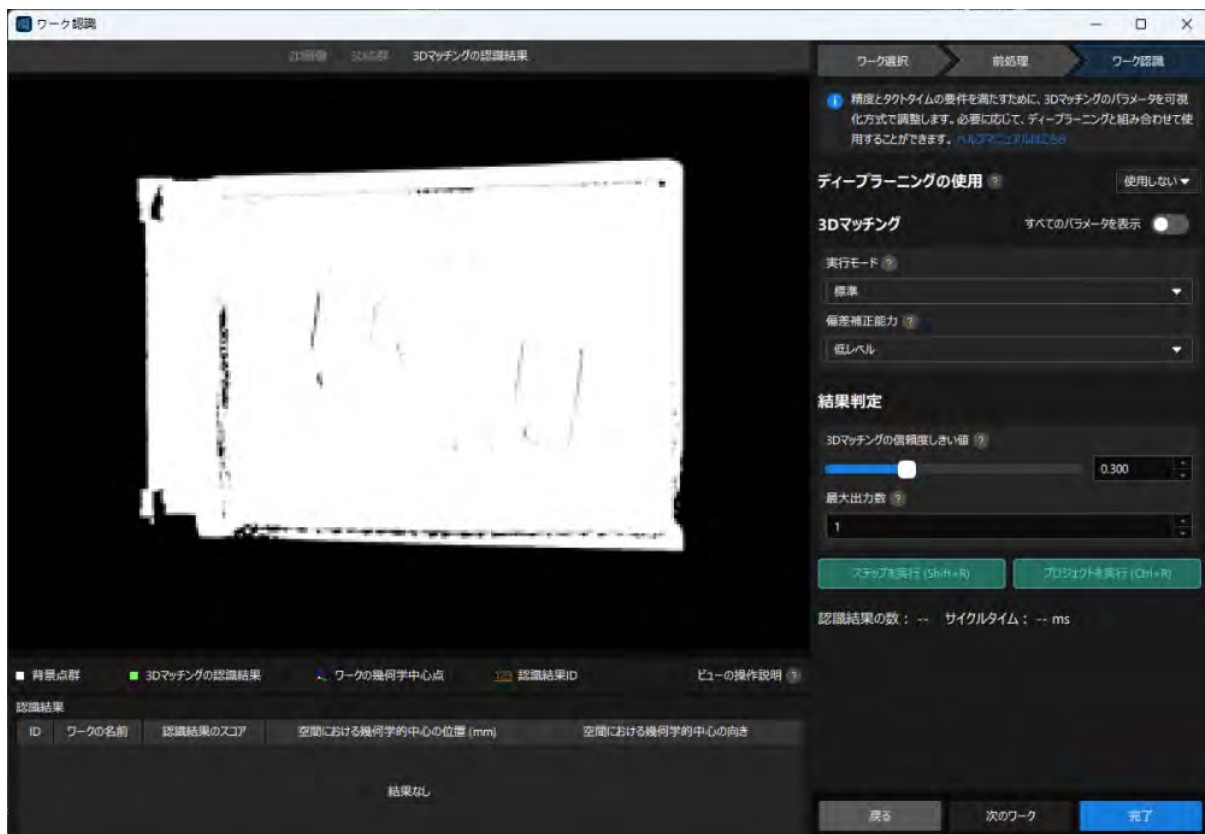 ワーク認識
2D画像 3D点群 3Dマッチングの認識結果
ワーク選択 前処理 ワーク認識
精度とタクトタイムの要件を満たすために、3Dマッチングのパラメータを可視
化方式で調整します。必要に応じて、ディープラーニングと組み合わせて使
用することができます。ヘルプマニュアルはこちら
ディープラーニングの使用 ? 使用しない
3Dマッチング すべてのパラメータを表示
実行モード ?
標準
偏差補正能力 ?
低レベル
結果判定
3Dマッチングの信頼度しきい値 ?
0.300
最大出力数 ?
1
ステップを実行 (Shift+R) プロジェクトを実行 (Ctrl+R)
認識結果の数： -- サイクルタイム： -- ms
背景点群 3Dマッチングの認識結果 ワークの幾何学中心点 123 認識結果ID ビューの操作説明 ?
認識結果
ID ワークの名前 認識結果のスコア 空間における幾何学的中心の位置 (mm) 空間における幾何学的中心の向き
結果なし
戻る 次のワーク 完了